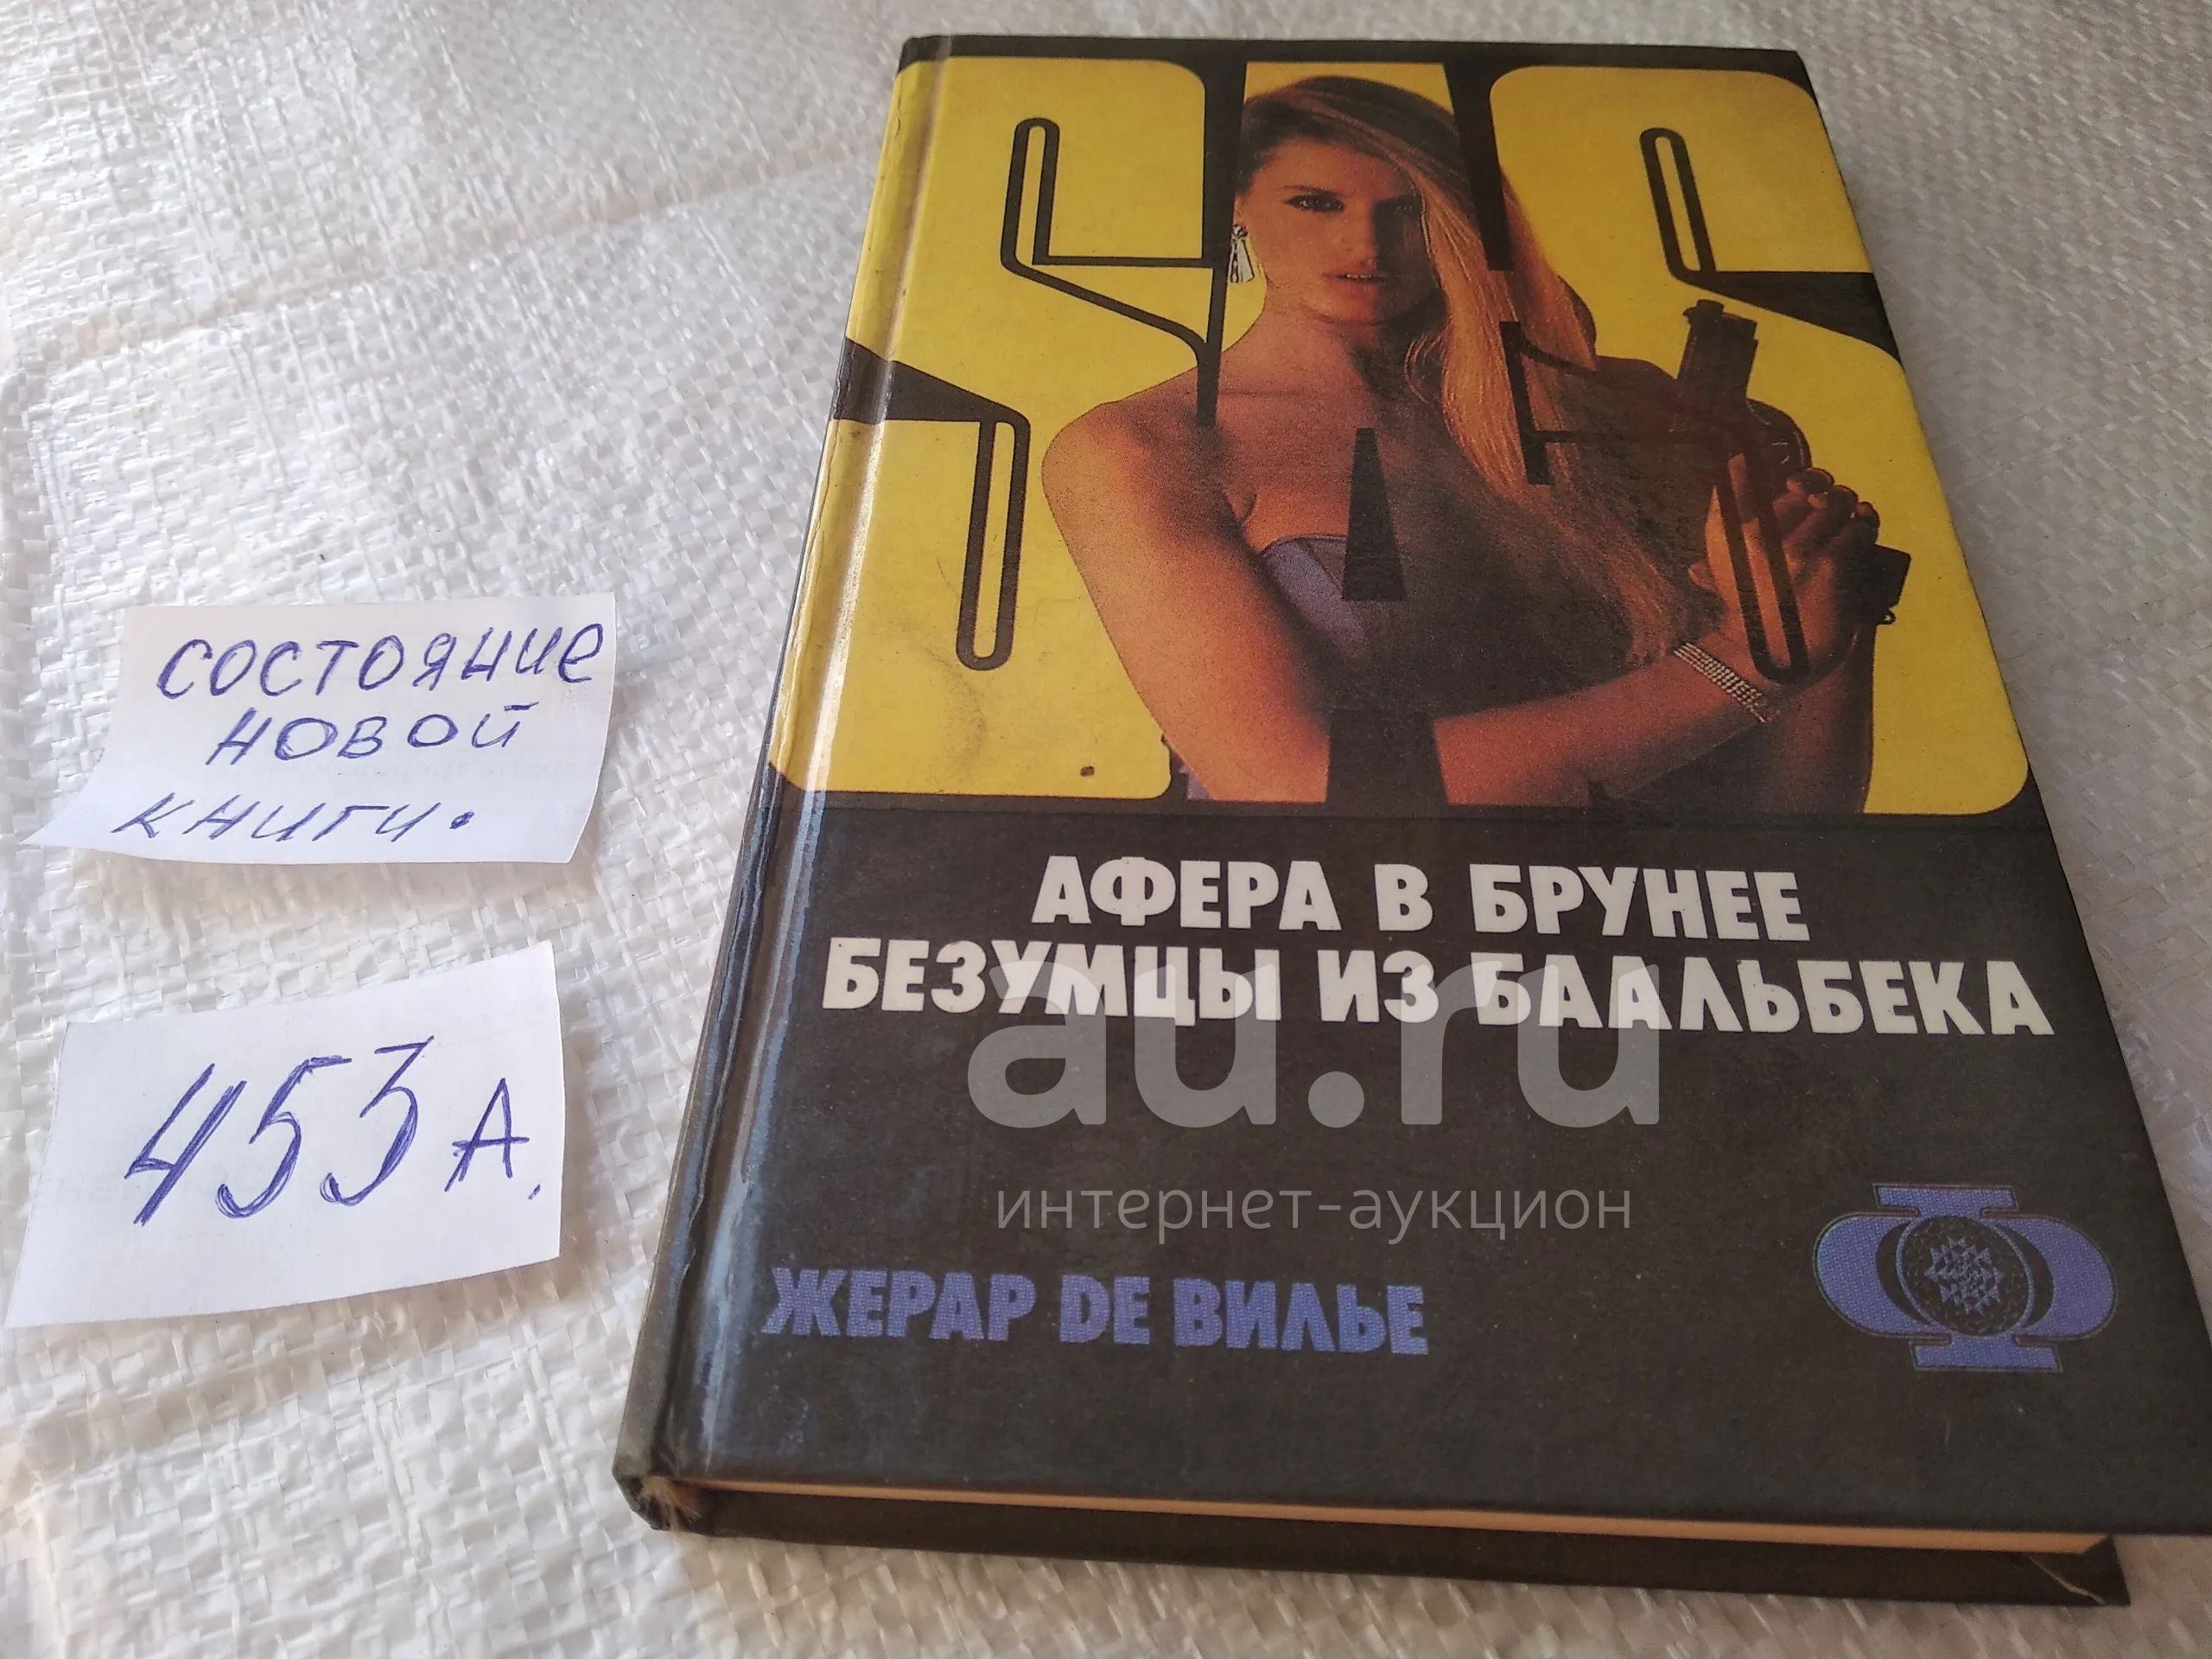 SAS
состояние
новой
книги.
453 А.
АФЕРА В БРУНЕЕ
БЕЗУМЦЫ ИЗ БААЛЬБЕКА
au.ru
интернет-аукцион
ЖЕРАР DE ВИЛЬЕ